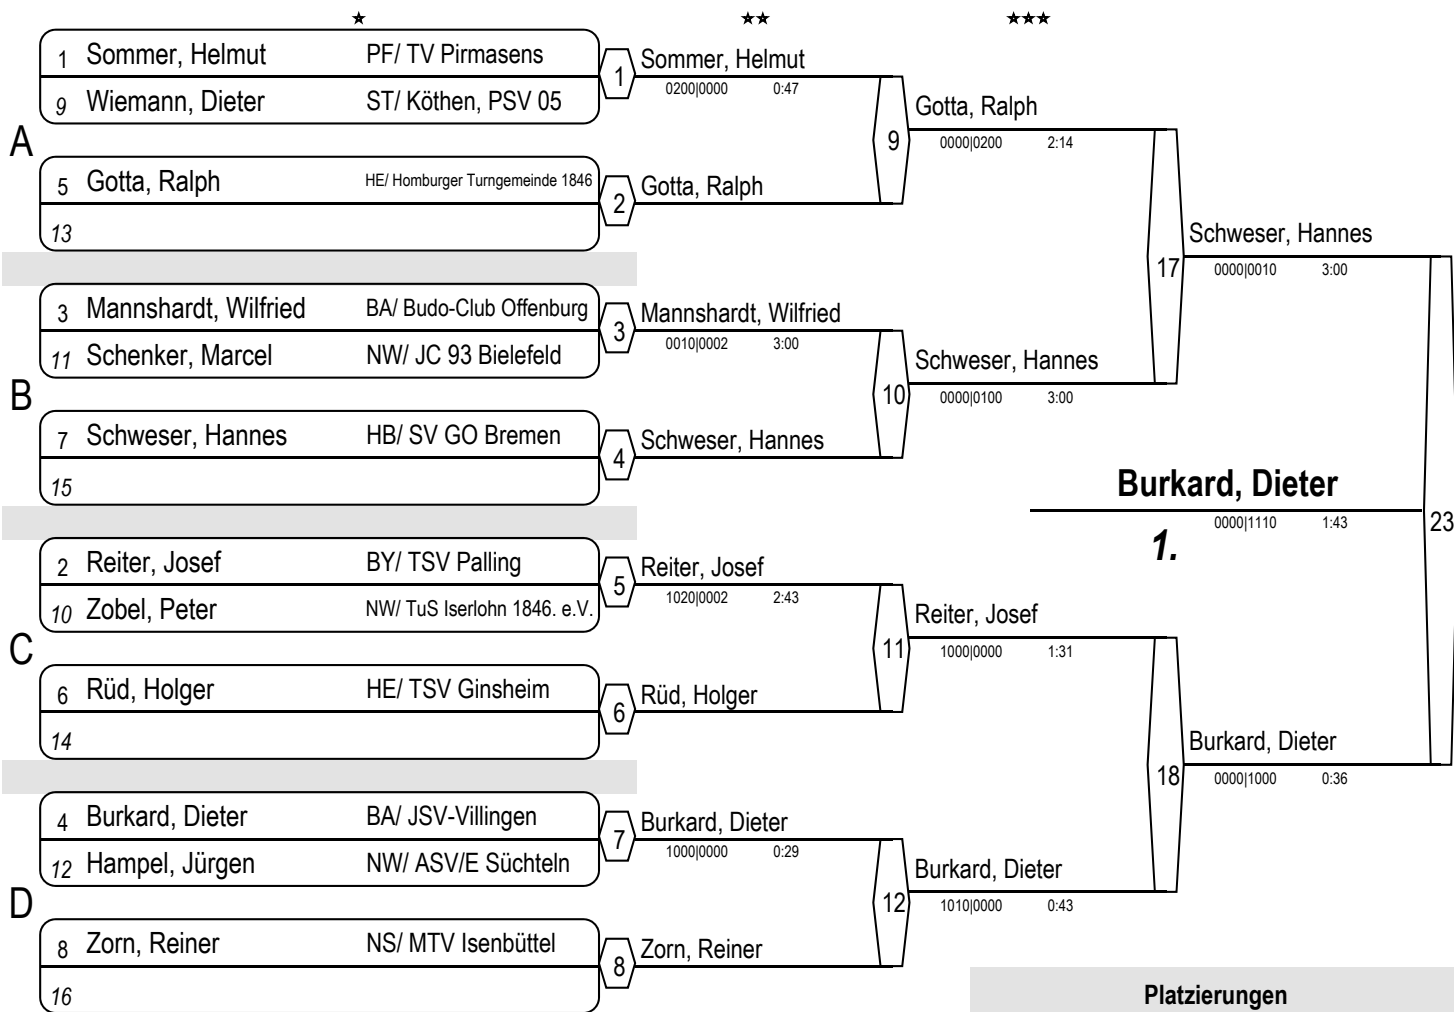 ★ ★★ ★★★
1 Sommer, Helmut PF/ TV Pirmasens
9 Wiemann, Dieter ST/ Köthen, PSV 05
1 Sommer, Helmut
0200|0000 0:47
A
5 Gotta, Ralph HE/ Homburger Turngemeinde 1846
13
2 Gotta, Ralph
9 Gotta, Ralph
0000|0200 2:14
3 Mannshardt, Wilfried BA/ Budo-Club Offenburg
11 Schenker, Marcel NW/ JC 93 Bielefeld
3 Mannshardt, Wilfried
0010|0002 3:00
B
7 Schweser, Hannes HB/ SV GO Bremen
15
4 Schweser, Hannes
10 Schweser, Hannes
0000|0100 3:00
17 Schweser, Hannes
0000|0010 3:00
2 Reiter, Josef BY/ TSV Palling
10 Zobel, Peter NW/ TuS Iserlohn 1846. e.V.
5 Reiter, Josef
1020|0002 2:43
C
6 Rüd, Holger HE/ TSV Ginsheim
14
6 Rüd, Holger
11 Reiter, Josef
1000|0000 1:31
4 Burkard, Dieter BA/ JSV-Villingen
12 Hampel, Jürgen NW/ ASV/E Süchteln
7 Burkard, Dieter
1000|0000 0:29
D
8 Zorn, Reiner NS/ MTV Isenbüttel
16
8 Zorn, Reiner
12 Burkard, Dieter
1010|0000 0:43
18 Burkard, Dieter
0000|1000 0:36
Burkard, Dieter
23
0000|1110 1:43
1.
Platzierungen